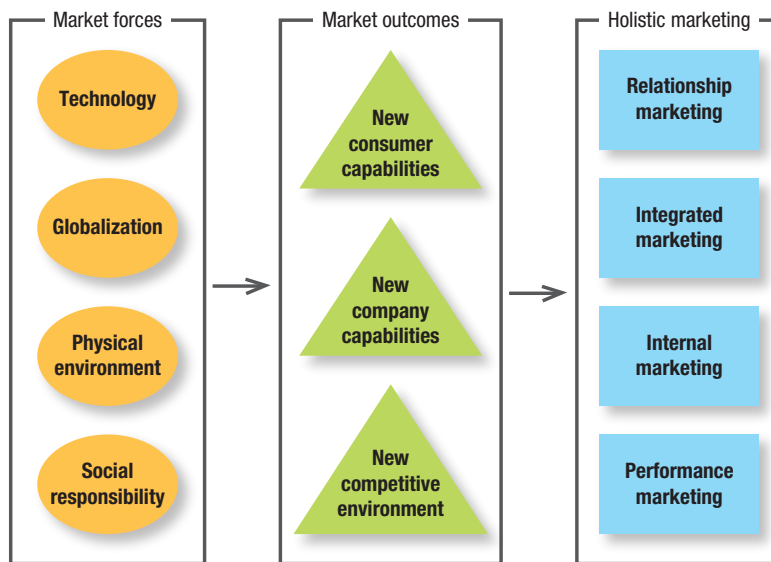 Market forces
Technology
Globalization
Physical
environment
Social
responsibility
Market outcomes
New
consumer
capabilities
New
company
capabilities
New
competitive
environment
Holistic marketing
Relationship
marketing
Integrated
marketing
Internal
marketing
Performance
marketing